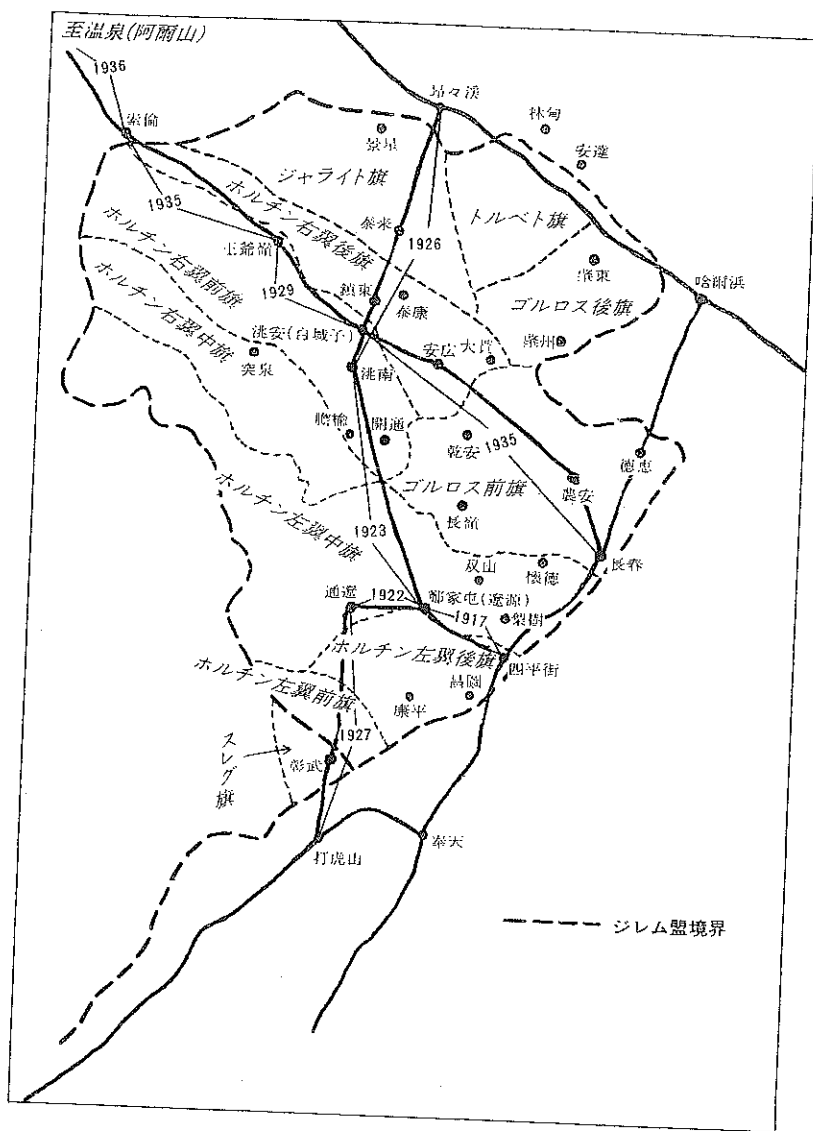 至温泉(阿爾山)
1936
索倫
昂々渓
林甸
安達
景星
ジャライト旗
トルベト旗
1935
ホルチン右翼後旗
泰来
1926
王爺嶺
ホルチン右翼前旗
肇東
哈爾浜
1929
鎮東
泰康
ゴルロス後旗
ホルチン右翼中旗
洮安(白城子)
安広
大賚
肇州
突泉
洮南
瞻楡
開通
乾安
1935
徳恵
ゴルロス前旗
農安
ホルチン左翼中旗
長嶺
1923
双山
懐徳
長春
通遼
1922
鄭家屯(遼源)
1917
梨樹
ホルチン左翼後旗
四平街
ホルチン左翼前旗
康平
昌図
スレグ旗
1927
彰武
打虎山
奉天
ジレム盟境界